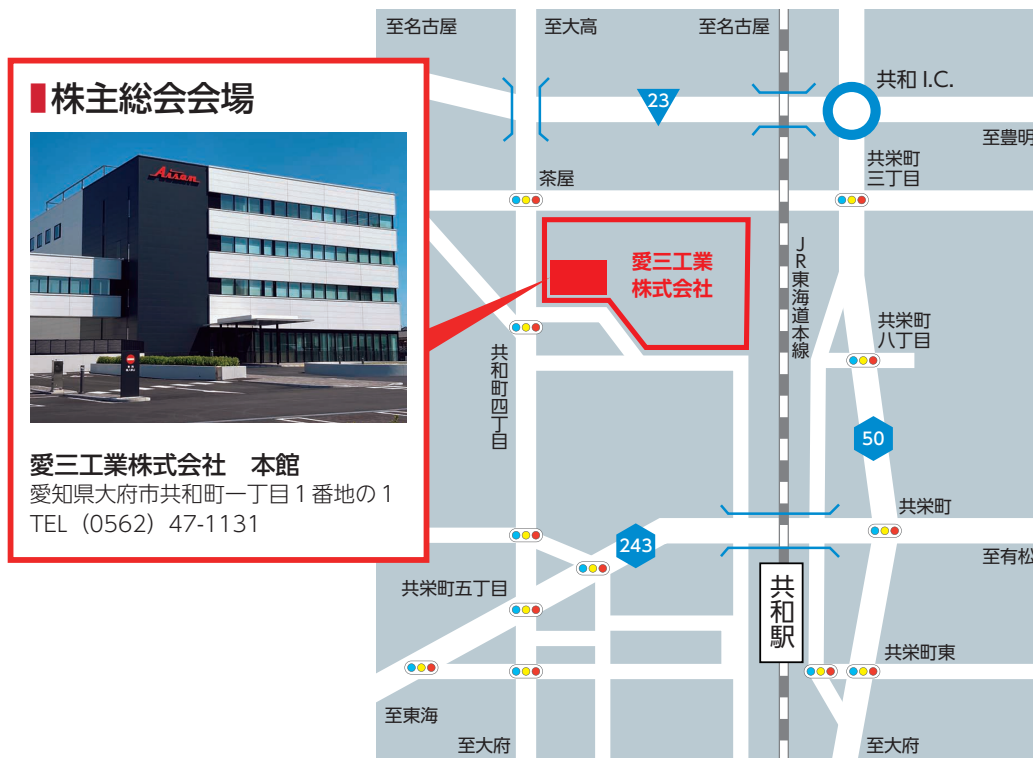 ■株主総会会場
Aisan
愛三工業株式会社　本館
愛知県大府市共和町一丁目1番地の1
TEL（0562）47-1131
至名古屋
至大高
至名古屋
共和 I.C.
23
至豊明
共栄町
三丁目
茶屋
愛三工業
株式会社
JR東海道本線
共栄町
八丁目
共和町四丁目
50
共栄町
243
至有松
共栄町五丁目
共和駅
共栄町東
至東海
至大府
至大府